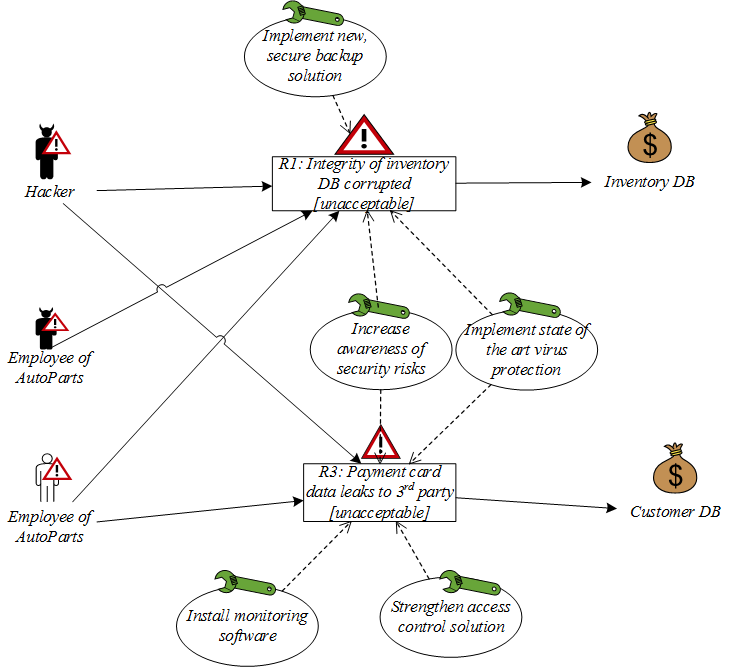 Implement new,
secure backup
solution
R1: Integrity of inventory
DB corrupted
[unacceptable]
Hacker
$
Inventory DB
Employee of
AutoParts
Increase
awareness of
security risks
Implement state of
the art virus
protection
R3: Payment card
data leaks to 3rd party
[unacceptable]
Employee of
AutoParts
$
Customer DB
Install monitoring
software
Strengthen access
control solution